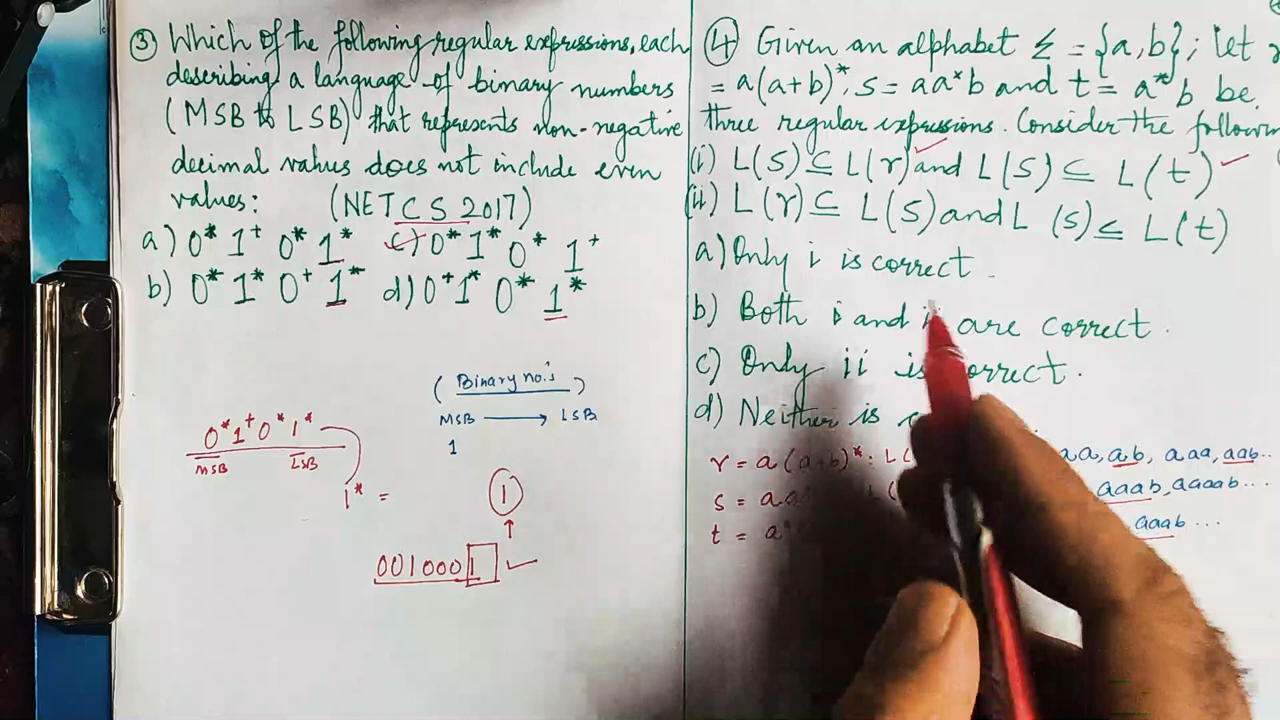 ③ Which of the following regular expressions, each
describing a language of binary numbers
(MSB to LSB) that represents non-negative
decimal values does not include even
values: (NET CS 2017)
a) 0* 1⁺ 0* 1* c) 0* 1* 0* 1⁺
b) 0* 1* 0⁺ 1* d) 0⁺ 1* 0* 1*
(Binary no.'s)
MSB ⟶ LSB
1
0* 1⁺ 0* 1*
MSB LSB
1* =
1
↑
0010001 ✓
④ Given an alphabet Σ = {a, b}; let
= a(a+b)*, s = aa*b and t = a*b be
three regular expressions. Consider the
(i) L(S) ⊆ L(r) and L(S) ⊆ L(t)
(ii) L(r) ⊆ L(S) and L (s) ≤ L(t)
a) Only i is correct.
b) Both i and are correct.
c) Only ii is
d) Neither is
r = a(a+b)*: L( aa, ab, aaa, aab..
s = aa aaab, aaaab...
t = a* aaab ...